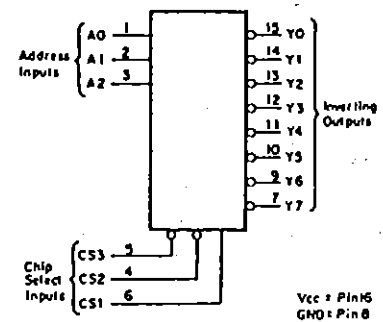 Address Inputs
A0 1
A1 2
A2 3
15 Y0
14 Y1
13 Y2
12 Y3
11 Y4
10 Y5
9 Y6
7 Y7
Inverting Outputs
Chip Select Inputs
CS3 5
CS2 4
CS1 6
Vcc = Pin 16
GND = Pin 8